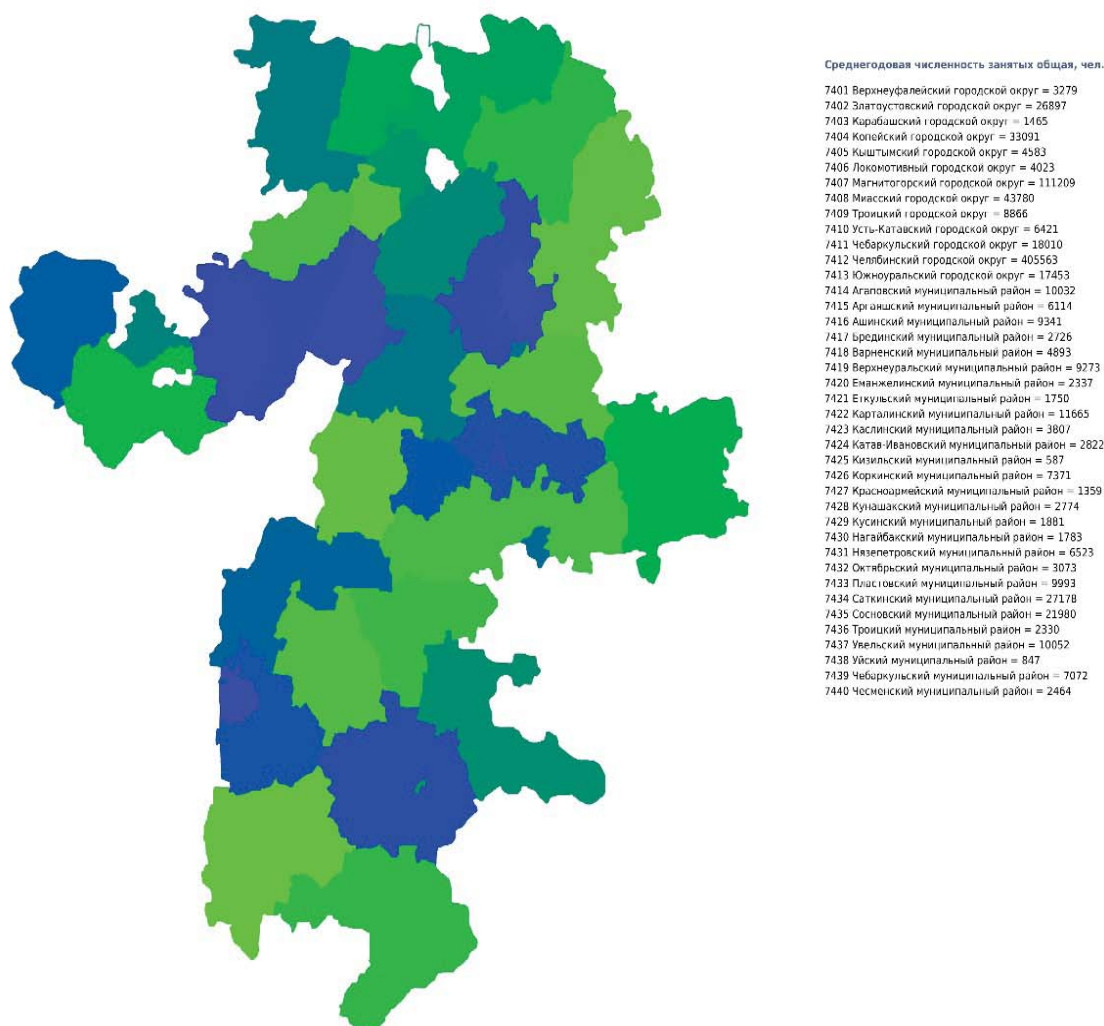 Среднегодовая численность занятых общая, чел.
7401 Верхнеуфалейский городской округ = 3279
7402 Златоустовский городской округ = 26897
7403 Карабашский городской округ = 1465
7404 Копейский городской округ = 33091
7405 Кыштымский городской округ = 4583
7406 Локомотивный городской округ = 4023
7407 Магнитогорский городской округ = 111209
7408 Миасский городской округ = 43780
7409 Троицкий городской округ = 8866
7410 Усть-Катавский городской округ = 6421
7411 Чебаркульский городской округ = 18010
7412 Челябинский городской округ = 405563
7413 Южноуральский городской округ = 17453
7414 Агаповский муниципальный район = 10032
7415 Аргаяшский муниципальный район = 6114
7416 Ашинский муниципальный район = 9341
7417 Брединский муниципальный район = 2726
7418 Варненский муниципальный район = 4893
7419 Верхнеуральский муниципальный район = 9273
7420 Еманжелинский муниципальный район = 2337
7421 Еткульский муниципальный район = 1750
7422 Карталинский муниципальный район = 11665
7423 Каслинский муниципальный район = 3807
7424 Катав-Ивановский муниципальный район = 2822
7425 Кизильский муниципальный район = 587
7426 Коркинский муниципальный район = 7371
7427 Красноармейский муниципальный район = 1359
7428 Кунашакский муниципальный район = 2774
7429 Кусинский муниципальный район = 1881
7430 Нагайбакский муниципальный район = 1783
7431 Нязепетровский муниципальный район = 6523
7432 Октябрьский муниципальный район = 3073
7433 Пластовский муниципальный район = 9993
7434 Саткинский муниципальный район = 27178
7435 Сосновский муниципальный район = 21980
7436 Троицкий муниципальный район = 2330
7437 Увельский муниципальный район = 10052
7438 Уйский муниципальный район = 847
7439 Чебаркульский муниципальный район = 7072
7440 Чесменский муниципальный район = 2464